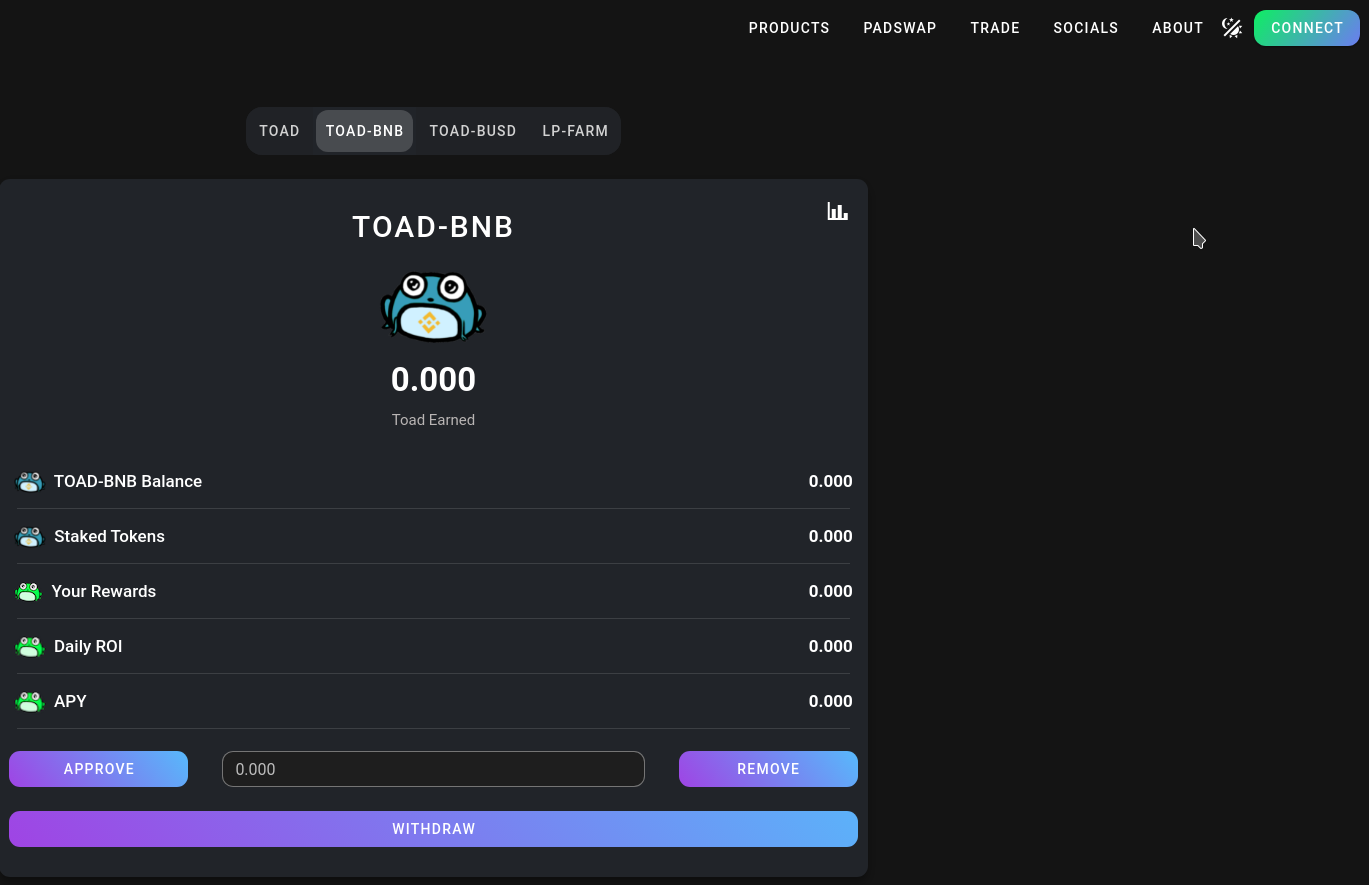 PRODUCTS PADSWAP TRADE SOCIALS ABOUT CONNECT
TOAD TOAD-BNB TOAD-BUSD LP-FARM
TOAD-BNB
0.000
Toad Earned
TOAD-BNB Balance 0.000
Staked Tokens 0.000
Your Rewards 0.000
Daily ROI 0.000
APY 0.000
APPROVE 0.000 REMOVE
WITHDRAW